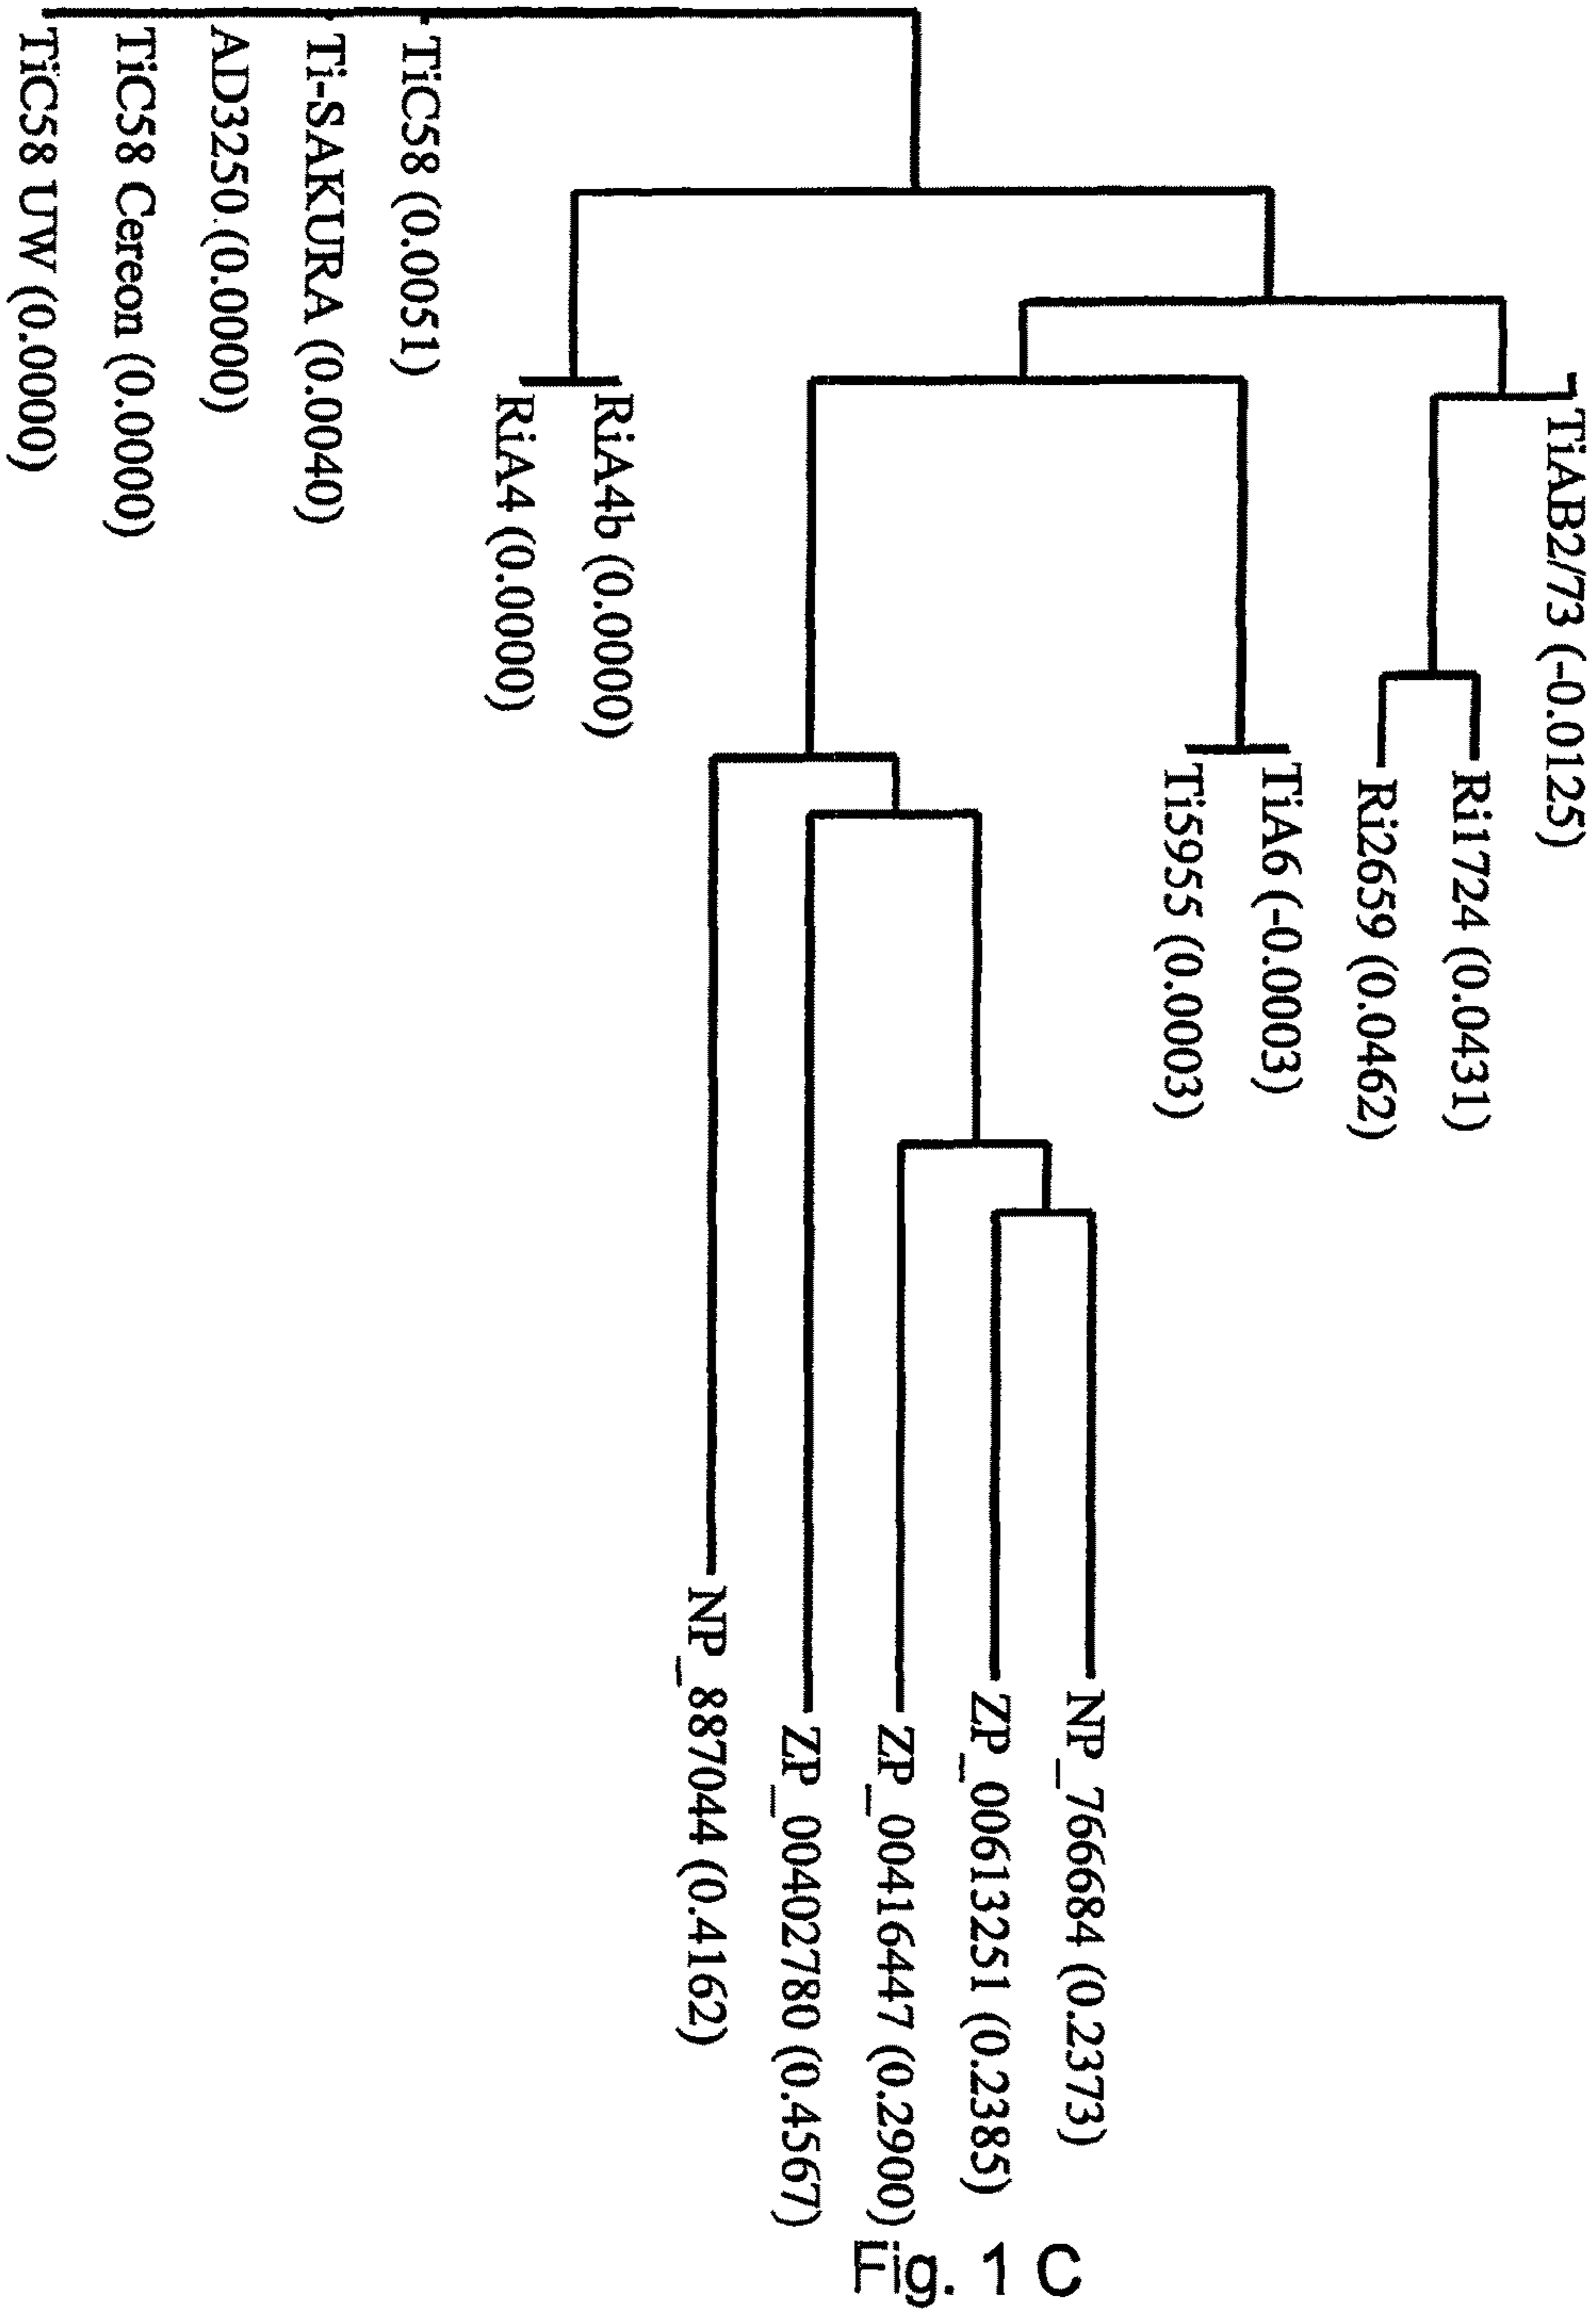 TiAB2/73 (-0.0125)
Ri1724 (0.0431)
Ri2659 (0.0462)
TiA6 (-0.0003)
Ti5955 (0.0003)
NP_766684 (0.2373)
ZP_00613251 (0.2385)
ZP_00416447 (0.2900)
ZP_00402780 (0.4567)
NP_887044 (0.4162)
RiA4b (0.0000)
RiA4 (0.0000)
TiC58 (0.0051)
Ti-SAKURA (0.0040)
AD3250 (0.0000)
TiC58 Cereon (0.0000)
TiC58 UW (0.0000)
Fig. 1 C